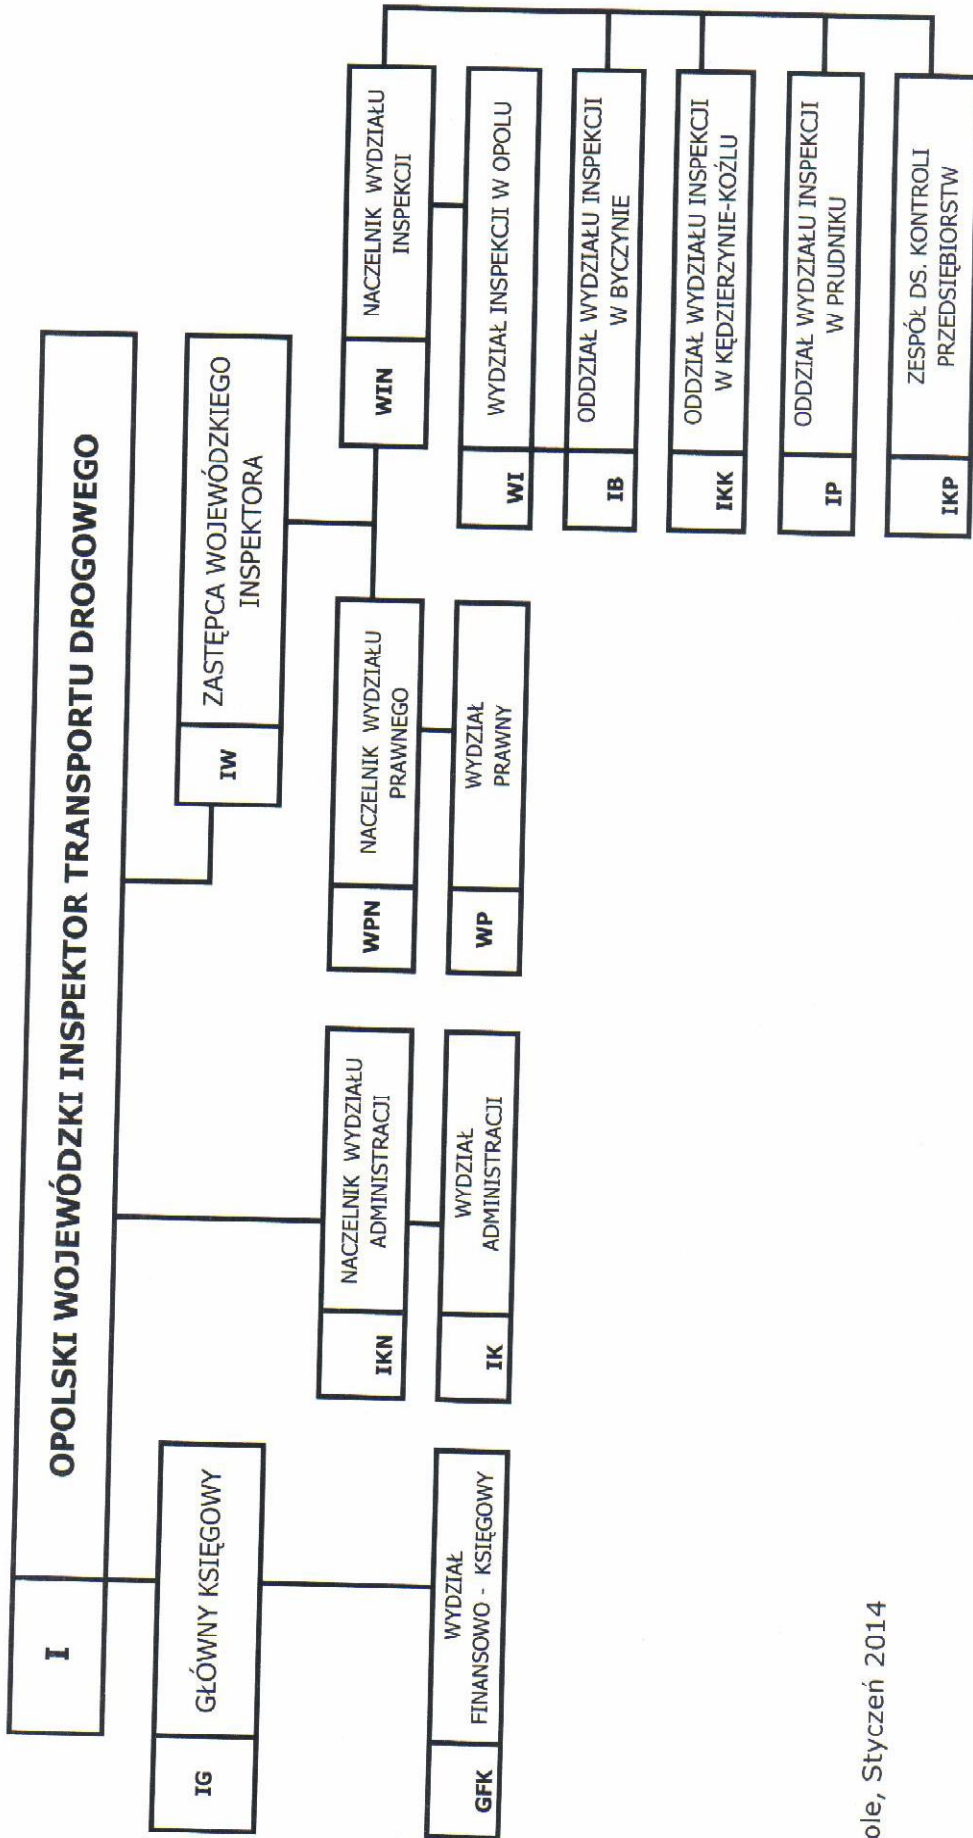 I
OPOLSKI WOJEWÓDZKI INSPEKTOR TRANSPORTU DROGOWEGO
IG
GŁÓWNY KSIĘGOWY
GFK
WYDZIAŁ
FINANSOWO - KSIĘGOWY
IKN
NACZELNIK WYDZIAŁU
ADMINISTRACJI
IK
WYDZIAŁ
ADMINISTRACJI
IW
ZASTĘPCA WOJEWÓDZKIEGO
INSPEKTORA
WPN
NACZELNIK WYDZIAŁU
PRAWNEGO
WP
WYDZIAŁ
PRAWNY
WIN
NACZELNIK WYDZIAŁU
INSPEKCJI
WI
WYDZIAŁ INSPEKCJI W OPOLU
IB
ODDZIAŁ WYDZIAŁU INSPEKCJI
W BYCZYNIE
IKK
ODDZIAŁ WYDZIAŁU INSPEKCJI
W KĘDZIERZYNIE-KOŹLU
IP
ODDZIAŁ WYDZIAŁU INSPEKCJI
W PRUDNIKU
IKP
ZESPÓŁ DS. KONTROLI
PRZEDSIĘBIORSTW
ole, Styczeń 2014